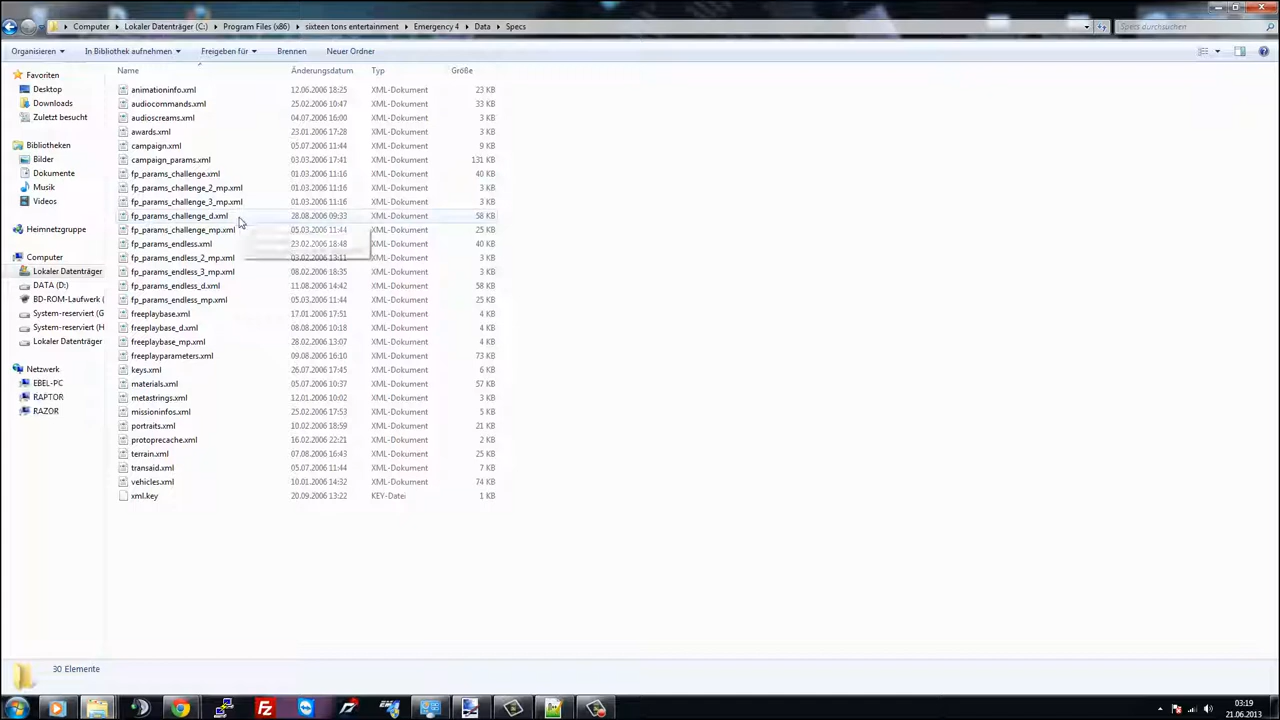 Computer ▸ Lokaler Datenträger (C:) ▸ Program Files (x86) ▸ sixteen tons entertainment ▸ Emergency 4 ▸ Data ▸ Specs
Specs durchsuchen
Organisieren In Bibliothek aufnehmen Freigeben für Brennen Neuer Ordner
Name Änderungsdatum Typ Größe
Favoriten
Desktop
Downloads
Zuletzt besucht
Bibliotheken
Bilder
Dokumente
Musik
Videos
Heimnetzgruppe
Computer
Lokaler Datenträger
DATA (D:)
BD-ROM-Laufwerk (
System-reserviert (G
System-reserviert (H
Lokaler Datenträger
Netzwerk
EBEL-PC
RAPTOR
RAZOR
animationinfo.xml 12.06.2006 18:25 XML-Dokument 23 KB
audiocommands.xml 25.02.2006 10:47 XML-Dokument 33 KB
audioscreams.xml 04.07.2006 16:00 XML-Dokument 3 KB
awards.xml 23.01.2006 17:28 XML-Dokument 3 KB
campaign.xml 05.07.2006 11:44 XML-Dokument 9 KB
campaign_params.xml 03.03.2006 17:41 XML-Dokument 131 KB
fp_params_challenge.xml 01.03.2006 11:16 XML-Dokument 40 KB
fp_params_challenge_2_mp.xml 01.03.2006 11:16 XML-Dokument 3 KB
fp_params_challenge_3_mp.xml 01.03.2006 11:16 XML-Dokument 3 KB
fp_params_challenge_d.xml 28.08.2006 09:33 XML-Dokument 58 KB
fp_params_challenge_mp.xml 05.03.2006 11:44 XML-Dokument 25 KB
fp_params_endless.xml 23.02.2006 18:48 XML-Dokument 40 KB
fp_params_endless_2_mp.xml 03.02.2006 13:11 XML-Dokument 3 KB
fp_params_endless_3_mp.xml 08.02.2006 18:35 XML-Dokument 3 KB
fp_params_endless_d.xml 11.08.2006 14:42 XML-Dokument 58 KB
fp_params_endless_mp.xml 05.03.2006 11:44 XML-Dokument 25 KB
freeplaybase.xml 17.01.2006 17:51 XML-Dokument 4 KB
freeplaybase_d.xml 08.08.2006 10:18 XML-Dokument 4 KB
freeplaybase_mp.xml 28.02.2006 13:07 XML-Dokument 4 KB
freeplayparameters.xml 09.08.2006 16:10 XML-Dokument 73 KB
keys.xml 26.07.2006 17:45 XML-Dokument 6 KB
materials.xml 05.07.2006 10:37 XML-Dokument 57 KB
metastrings.xml 12.01.2006 10:02 XML-Dokument 3 KB
missioninfos.xml 25.02.2006 17:53 XML-Dokument 5 KB
portraits.xml 10.02.2006 18:59 XML-Dokument 21 KB
protoprecache.xml 16.02.2006 22:21 XML-Dokument 2 KB
terrain.xml 07.08.2006 16:43 XML-Dokument 25 KB
transaid.xml 05.07.2006 11:44 XML-Dokument 7 KB
vehicles.xml 10.01.2006 14:32 XML-Dokument 74 KB
xml.key 20.09.2006 13:22 KEY-Datei 1 KB
30 Elemente
03:19
21.06.2013